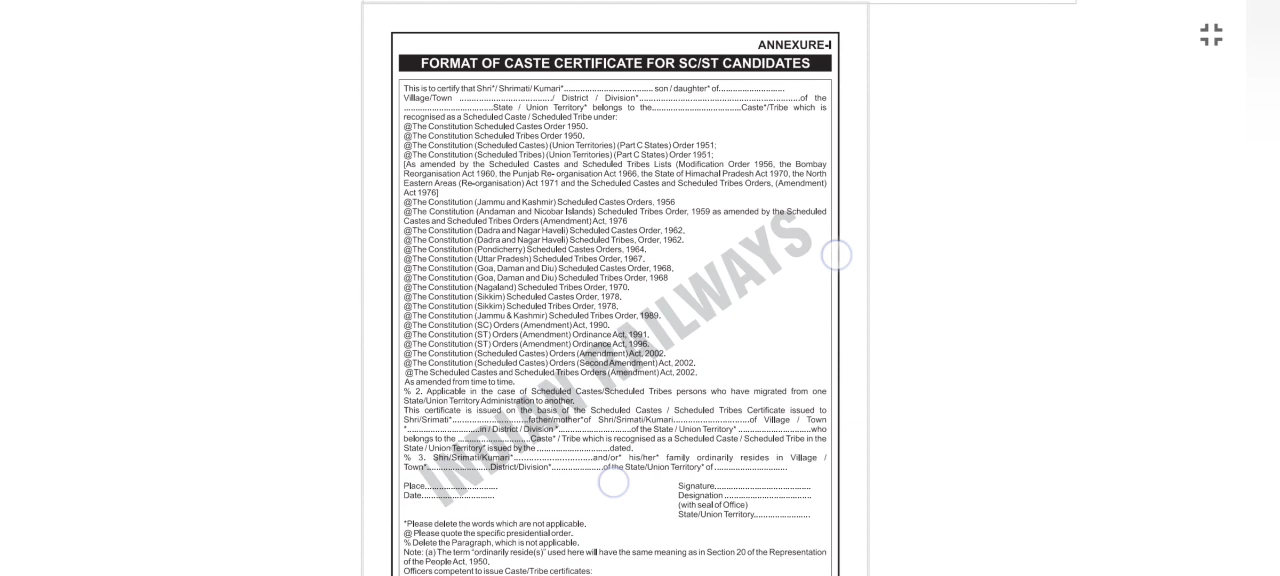 ANNEXURE-I
FORMAT OF CASTE CERTIFICATE FOR SC/ST CANDIDATES
This is to certify that Shri*/ Shrimati/ Kumari*.................................. son / daughter* of.........................
Village/Town ..................................../ District / Division*..............................................................of the
..................................State / Union Territory* belongs to the..................................Caste*/Tribe which is
recognised as a Scheduled Caste / Scheduled Tribe under:
@The Constitution Scheduled Castes Order 1950.
@The Constitution Scheduled Tribes Order 1950.
@The Constitution (Scheduled Castes) (Union Territories) (Part C States) Order 1951;
@The Constitution (Scheduled Tribes) (Union Territories) (Part C States) Order 1951;
[As amended by the Scheduled Castes and Scheduled Tribes Lists (Modification Order 1956, the Bombay
Reorganisation Act 1960, the Punjab Re- organisation Act 1966, the State of Himachal Pradesh Act 1970, the North
Eastern Areas (Re-organisation) Act 1971 and the Scheduled Castes and Scheduled Tribes Orders, (Amendment)
Act 1976]
@The Constitution (Jammu and Kashmir) Scheduled Castes Orders, 1956
@The Constitution (Andaman and Nicobar Islands) Scheduled Tribes Order, 1959 as amended by the Scheduled
Castes and Scheduled Tribes Orders (Amendment) Act, 1976
@The Constitution (Dadra and Nagar Haveli) Scheduled Castes Order, 1962.
@The Constitution (Dadra and Nagar Haveli) Scheduled Tribes, Order, 1962.
@The Constitution (Pondicherry) Scheduled Castes Orders, 1964.
@The Constitution (Uttar Pradesh) Scheduled Tribes Order, 1967.
@The Constitution (Goa, Daman and Diu) Scheduled Castes Order, 1968,
@The Constitution (Goa, Daman and Diu) Scheduled Tribes Order, 1968
@The Constitution (Nagaland) Scheduled Tribes Order, 1970.
@The Constitution (Sikkim) Scheduled Castes Order, 1978,
@The Constitution (Sikkim) Scheduled Tribes Order, 1978,
@The Constitution (Jammu & Kashmir) Scheduled Tribes Order, 1989.
@The Constitution (SC) Orders (Amendment) Act, 1990.
@The Constitution (ST) Orders (Amendment) Ordinance Act, 1991.
@The Constitution (ST) Orders (Amendment) Ordinance Act, 1996.
@The Constitution (Scheduled Castes) Orders (Amendment) Act, 2002.
@The Constitution (Scheduled Castes) Orders (Second Amendment) Act, 2002.
@The Scheduled Castes and Scheduled Tribes Orders (Amendment) Act, 2002,
As amended from time to time.
% 2. Applicable in the case of Scheduled Castes/Scheduled Tribes persons who have migrated from one
State/Union Territory Administration to another.
This certificate is issued on the basis of the Scheduled Castes / Scheduled Tribes Certificate issued to
Shri/Srimati*............................father/mother*of Shri/Srimati/Kumari............................of Village / Town
*............................in / District / Division *............................of the State / Union Territory* ............................who
belongs to the ............................Caste* / Tribe which is recognised as a Scheduled Caste / Scheduled Tribe in the
State / Union Territory* issued by the ............................dated.
% 3. Shri/Srimati/Kumari*..............................and/or* his/her* family ordinarily resides in Village /
Town*........................District/Division*....................of the State/Union Territory* of ............................
Place............................
Date............................
Signature....................................
Designation .................................
(with seal of Office)
State/Union Territory.....................
*Please delete the words which are not applicable.
@ Please quote the specific presidential order.
% Delete the Paragraph, which is not applicable.
Note: (a) The term "ordinarily reside(s)" used here will have the same meaning as in Section 20 of the Representation
of the People Act, 1950.
Officers competent to issue Caste/Tribe certificates:
INDIAN RAILWAYS